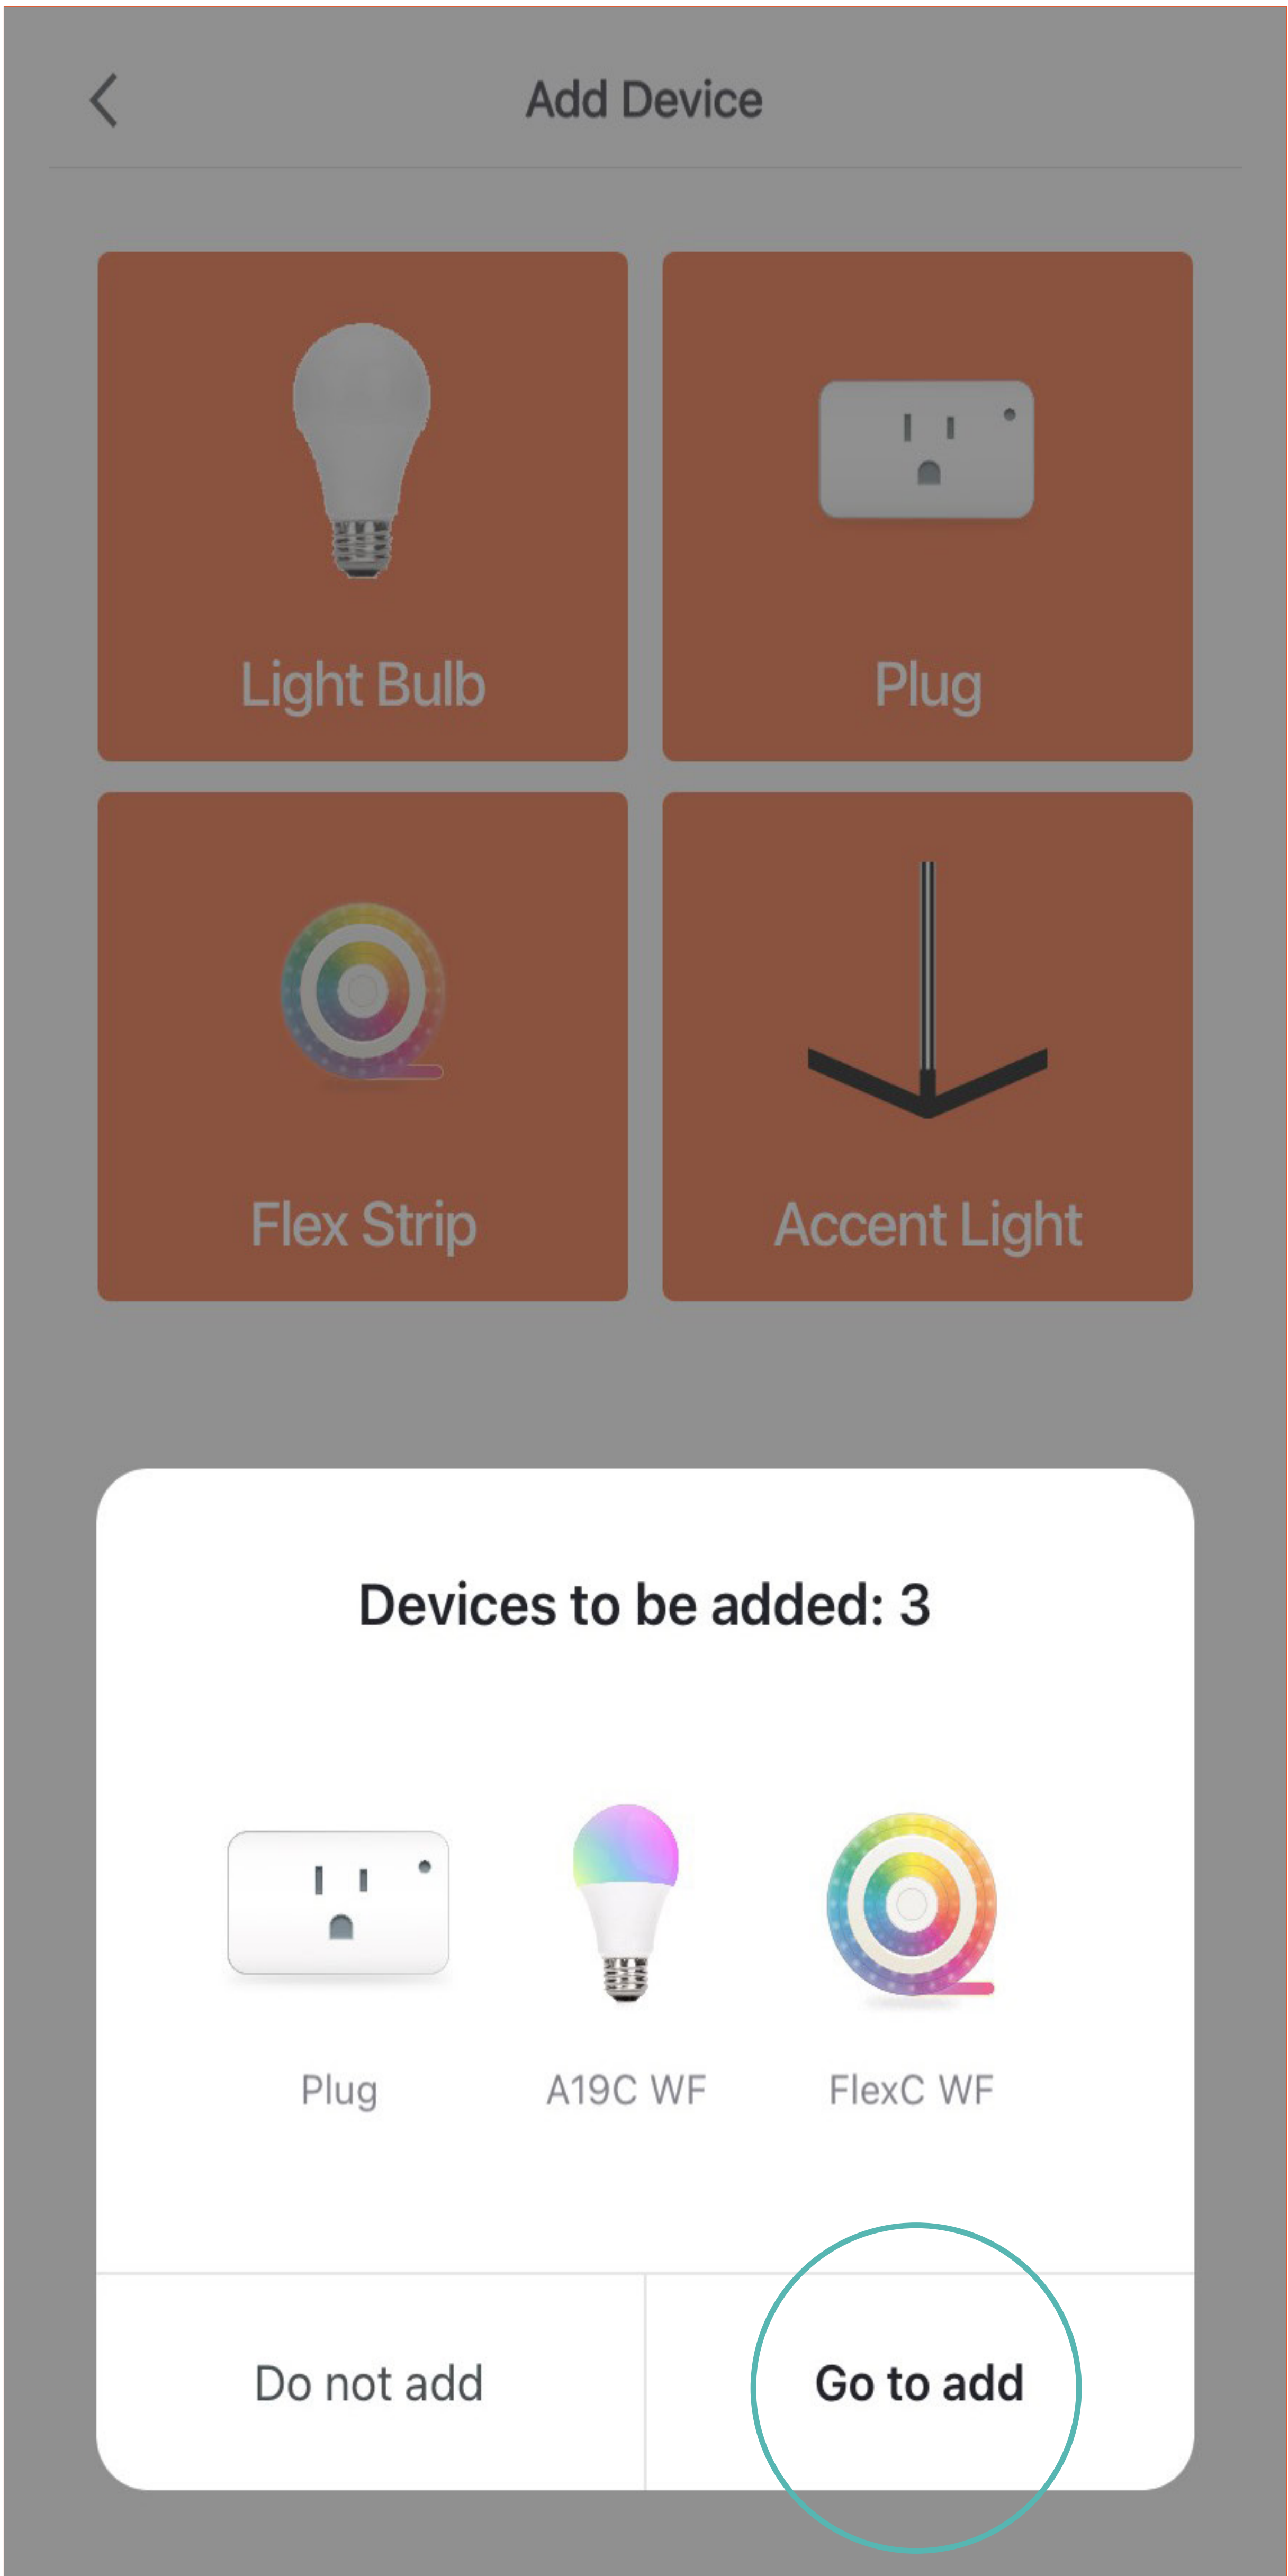 Add Device
Light Bulb
Plug
Flex Strip
Accent Light
Devices to be added: 3
Plug
A19C WF
FlexC WF
Do not add
Go to add